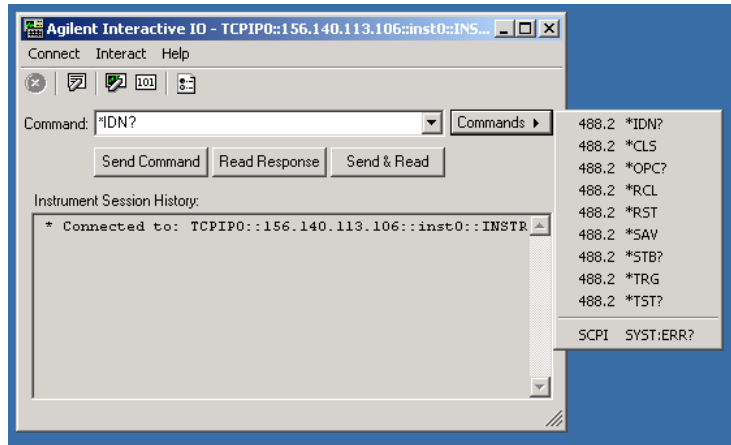 Agilent Interactive IO - TCPIP0::156.140.113.106::inst0::INS...
Connect Interact Help
101
Command: *IDN? Commands
Send Command Read Response Send & Read
Instrument Session History:
* Connected to: TCPIP0::156.140.113.106::inst0::INSTR
488.2 *IDN?
488.2 *CLS
488.2 *OPC?
488.2 *RCL
488.2 *RST
488.2 *SAV
488.2 *STB?
488.2 *TRG
488.2 *TST?
SCPI SYST:ERR?